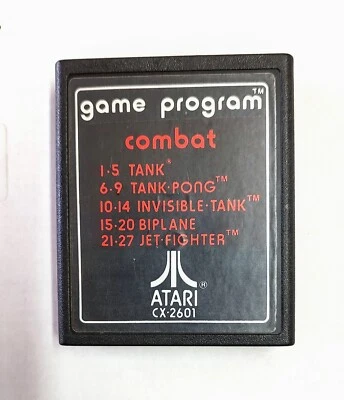 game program™
combat
1•5 TANK*
6•9 TANK•PONG™
10•14 INVISIBLE•TANK™
15•20 BIPLANE
21•27 JET•FIGHTER™
ATARI®
CX-2601